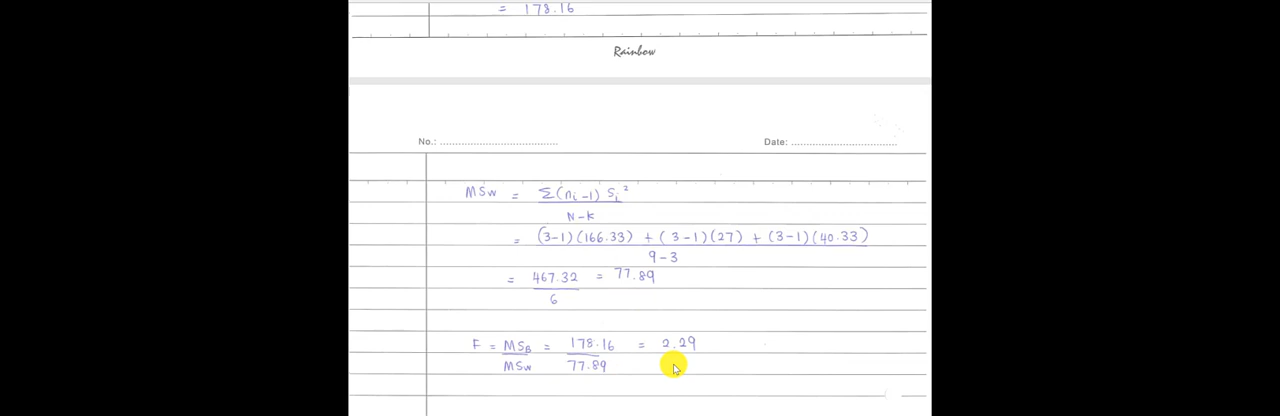 = 178.16
Rainbow
No.: ........................................ Date: ...................................
MSW = Σ(ni-1) Si²
N-K
= (3-1)(166.33) + (3-1)(27) + (3-1)(40.33)
9-3
= 467.32 = 77.89
6
F = MSB = 178.16 = 2.29
MSW 77.89